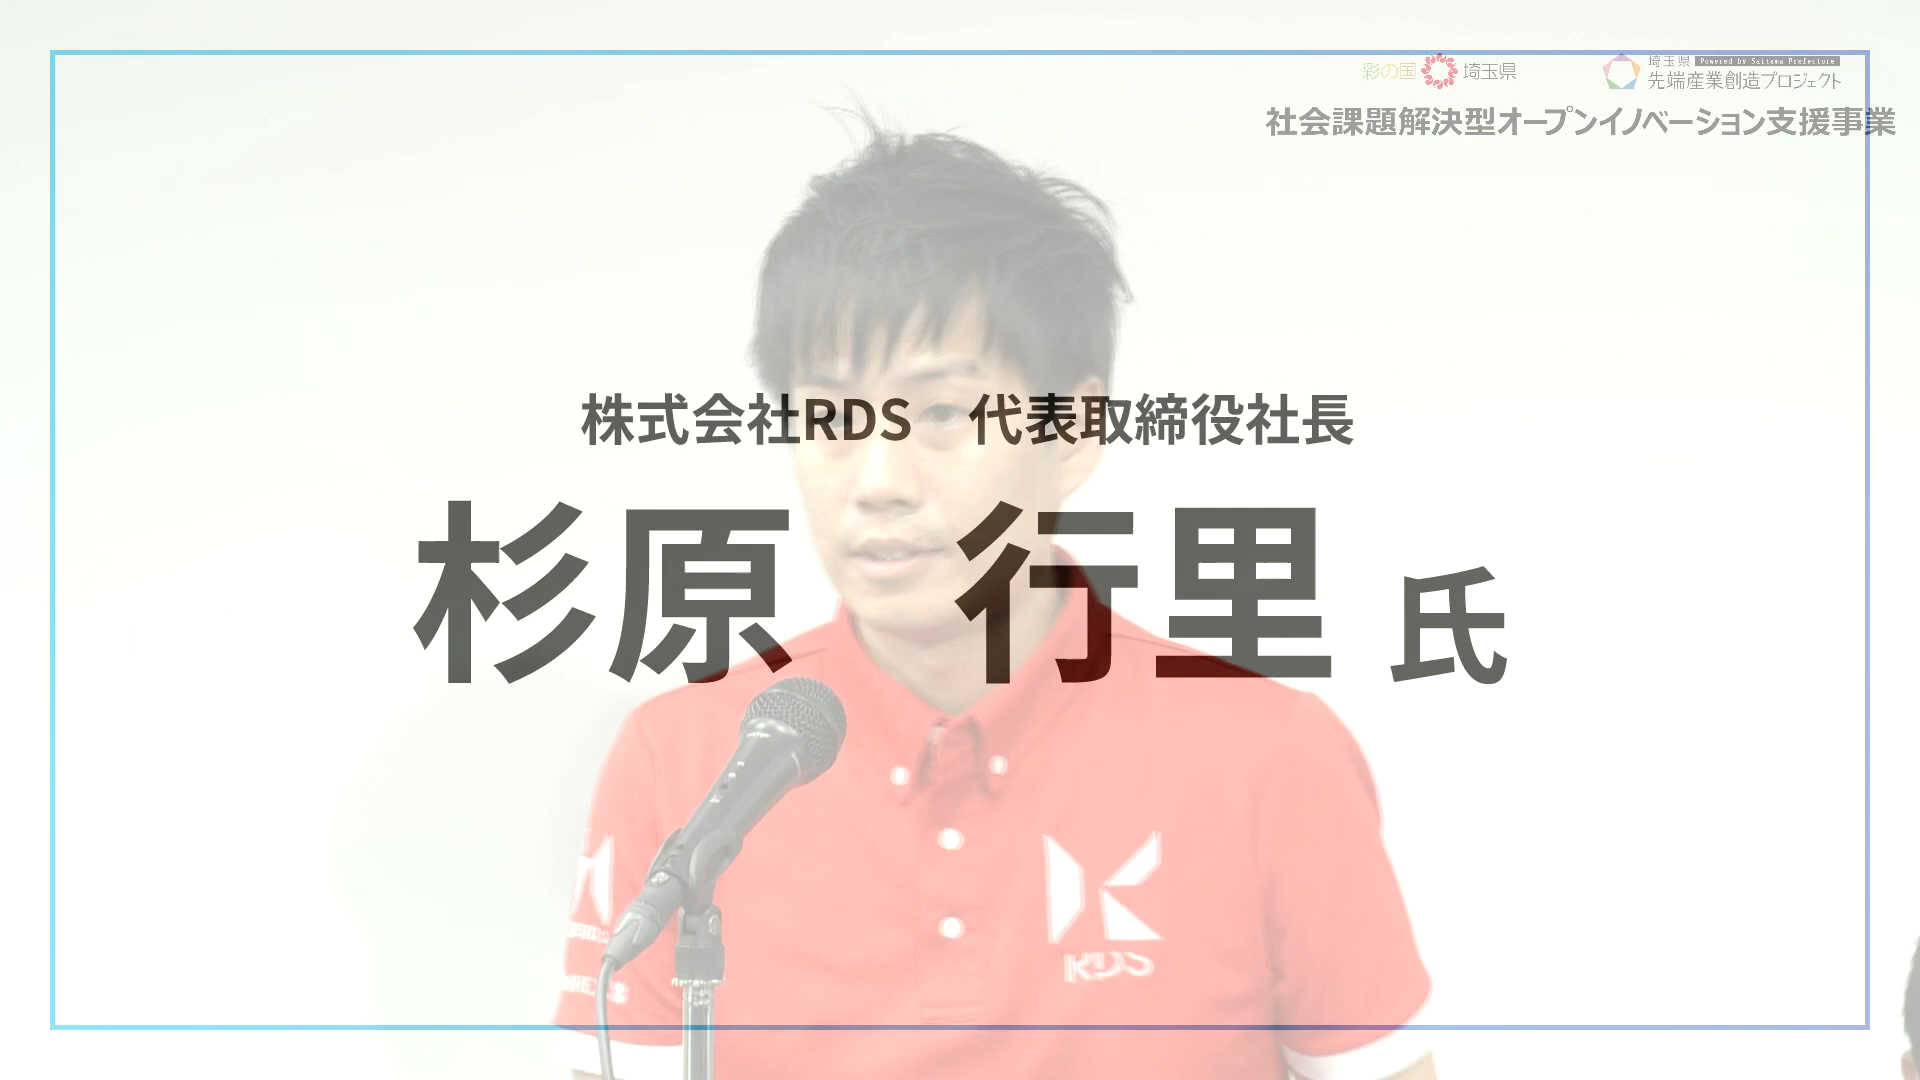 彩の国 埼玉県
埼玉県 Powered by Saitama Prefecture
先端産業創造プロジェクト
社会課題解決型オープンイノベーション支援事業
株式会社RDS 代表取締役社長
杉原 行里 氏
RDS